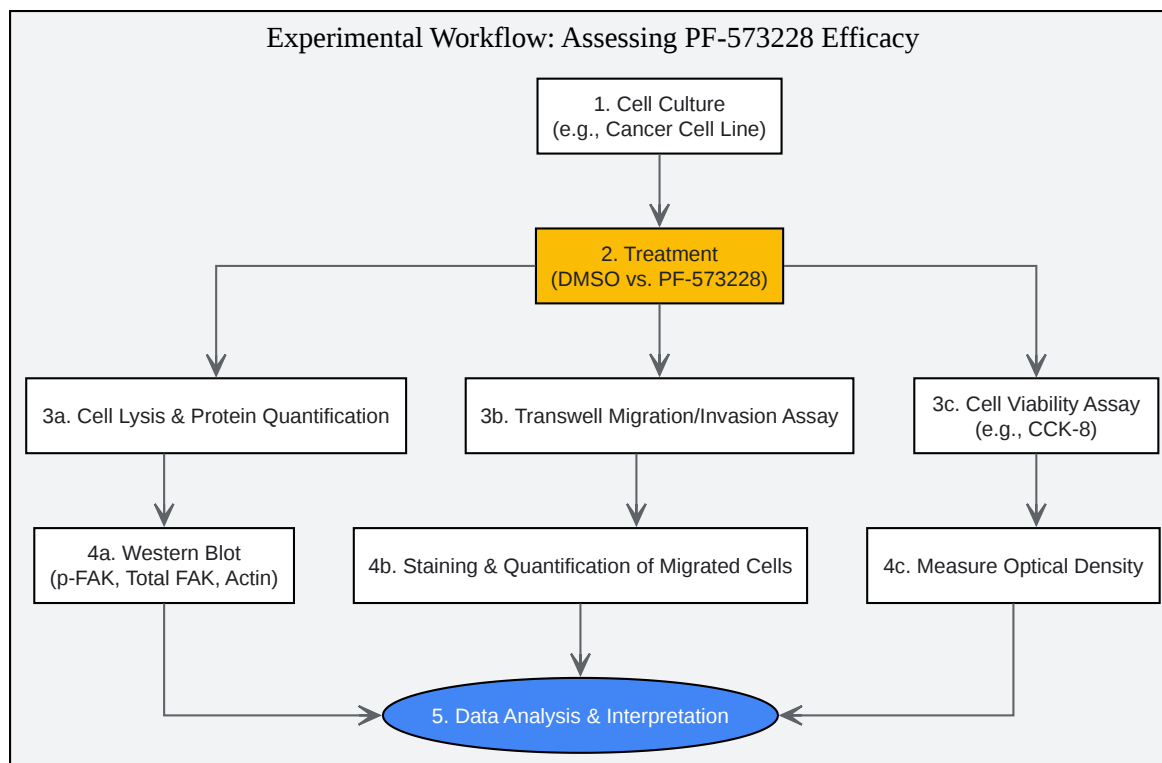 Experimental Workflow: Assessing PF-573228 Efficacy
1. Cell Culture
(e.g., Cancer Cell Line)
2. Treatment
(DMSO vs. PF-573228)
3a. Cell Lysis & Protein Quantification
3b. Transwell Migration/Invasion Assay
3c. Cell Viability Assay
(e.g., CCK-8)
4a. Western Blot
(p-FAK, Total FAK, Actin)
4b. Staining & Quantification of Migrated Cells
4c. Measure Optical Density
5. Data Analysis & Interpretation